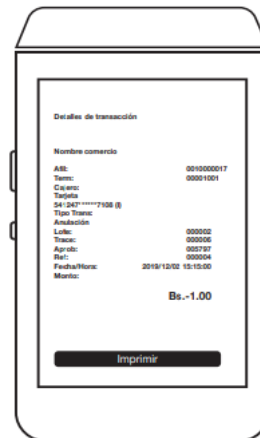 Detalles de transacción
Nombre comercio
Afil: 0010000017
Term: 00001001
Cajero:
Tarjeta
541247******7108 (I)
Tipo Trans:
Anulación
Lote: 000002
Trace: 000006
Aprob: 005797
Ref: 000004
Fecha/Hora: 2019/12/02 15:15:00
Monto:
Bs.-1.00
Imprimir